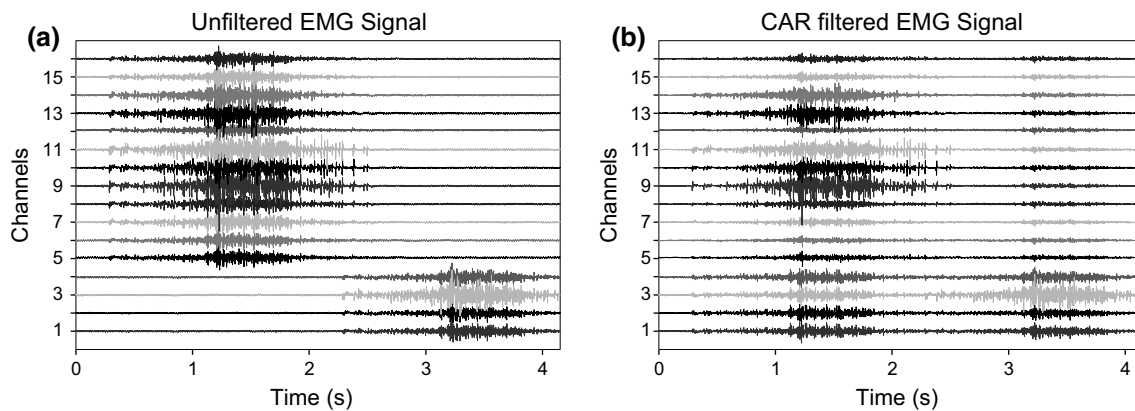 (a)
Unfiltered EMG Signal
Channels
15
13
11
9
7
5
3
1
0 1 2 3 4
Time (s)
(b)
CAR filtered EMG Signal
Channels
15
13
11
9
7
5
3
1
0 1 2 3 4
Time (s)